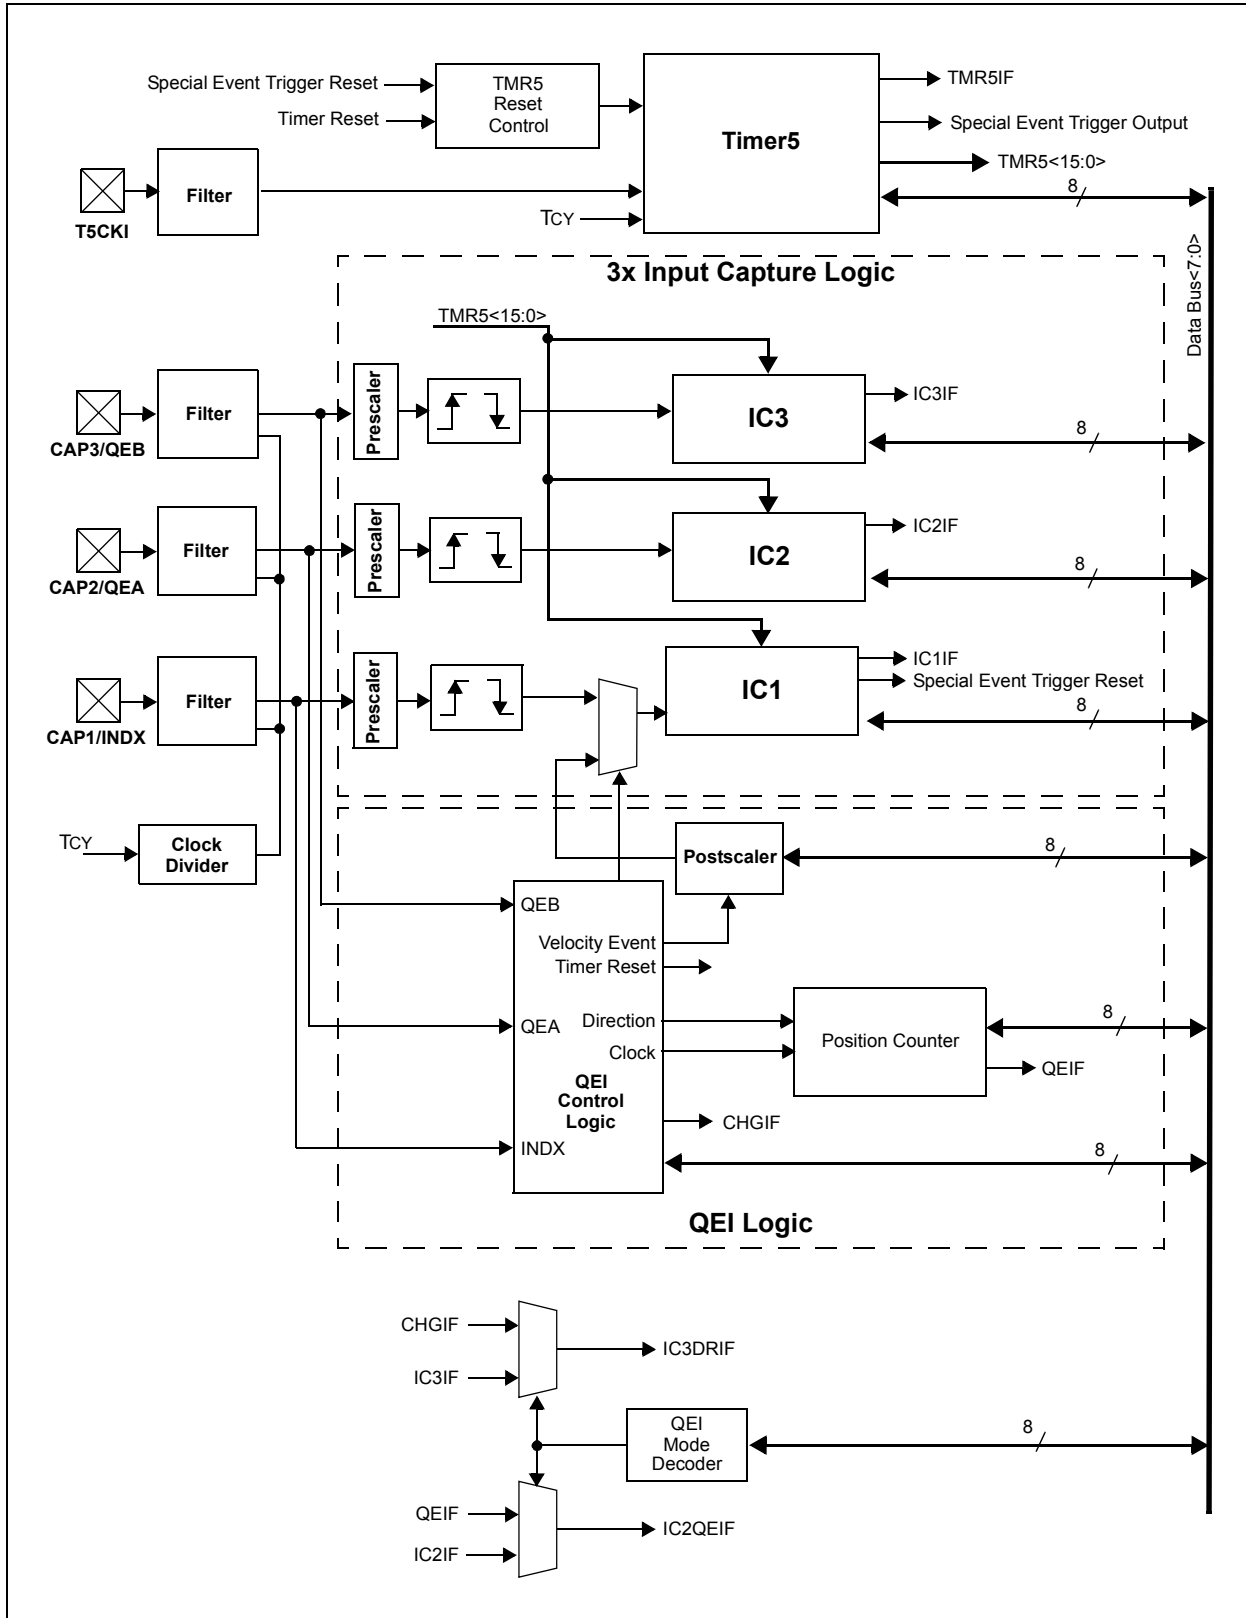 Special Event Trigger Reset
Timer Reset
TMR5
Reset
Control
Timer5
TMR5IF
Special Event Trigger Output
TMR5<15:0>
8
Filter
T5CKI
TCY
Data Bus<7:0>
3x Input Capture Logic
TMR5<15:0>
CAP3/QEB
Filter
Prescaler
IC3
IC3IF
8
CAP2/QEA
Filter
Prescaler
IC2
IC2IF
8
CAP1/INDX
Filter
Prescaler
IC1
IC1IF
Special Event Trigger Reset
8
TCY
Clock
Divider
Postscaler
8
QEB
Velocity Event
Timer Reset
QEA
Direction
Clock
Position Counter
8
QEIF
QEI
Control
Logic
CHGIF
INDX
8
QEI Logic
CHGIF
IC3IF
IC3DRIF
QEI
Mode
Decoder
8
QEIF
IC2IF
IC2QEIF